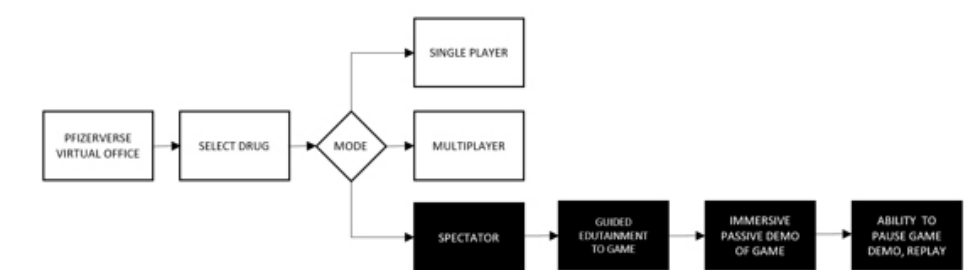 SINGLE PLAYER
PFIZERVERSE
VIRTUAL OFFICE
SELECT DRUG
MODE
MULTIPLAYER
SPECTATOR
GUIDED
EDUTAINMENT
TO GAME
IMMERSIVE
PASSIVE DEMO
OF GAME
ABILITY TO
PAUSE GAME
DEMO, REPLAY